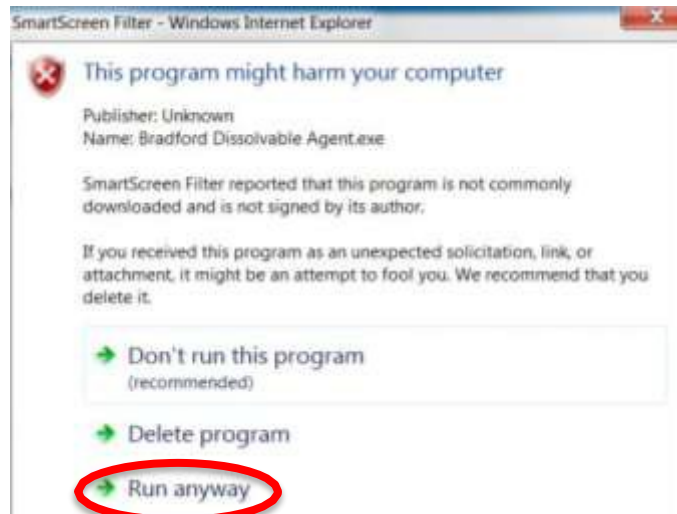 SmartScreen Filter - Windows Internet Explorer
This program might harm your computer
Publisher: Unknown
Name: Bradford Dissolvable Agent.exe
SmartScreen Filter reported that this program is not commonly
downloaded and is not signed by its author.
If you received this program as an unexpected solicitation, link, or
attachment, it might be an attempt to fool you. We recommend that you
delete it.
Don't run this program
(recommended)
Delete program
Run anyway